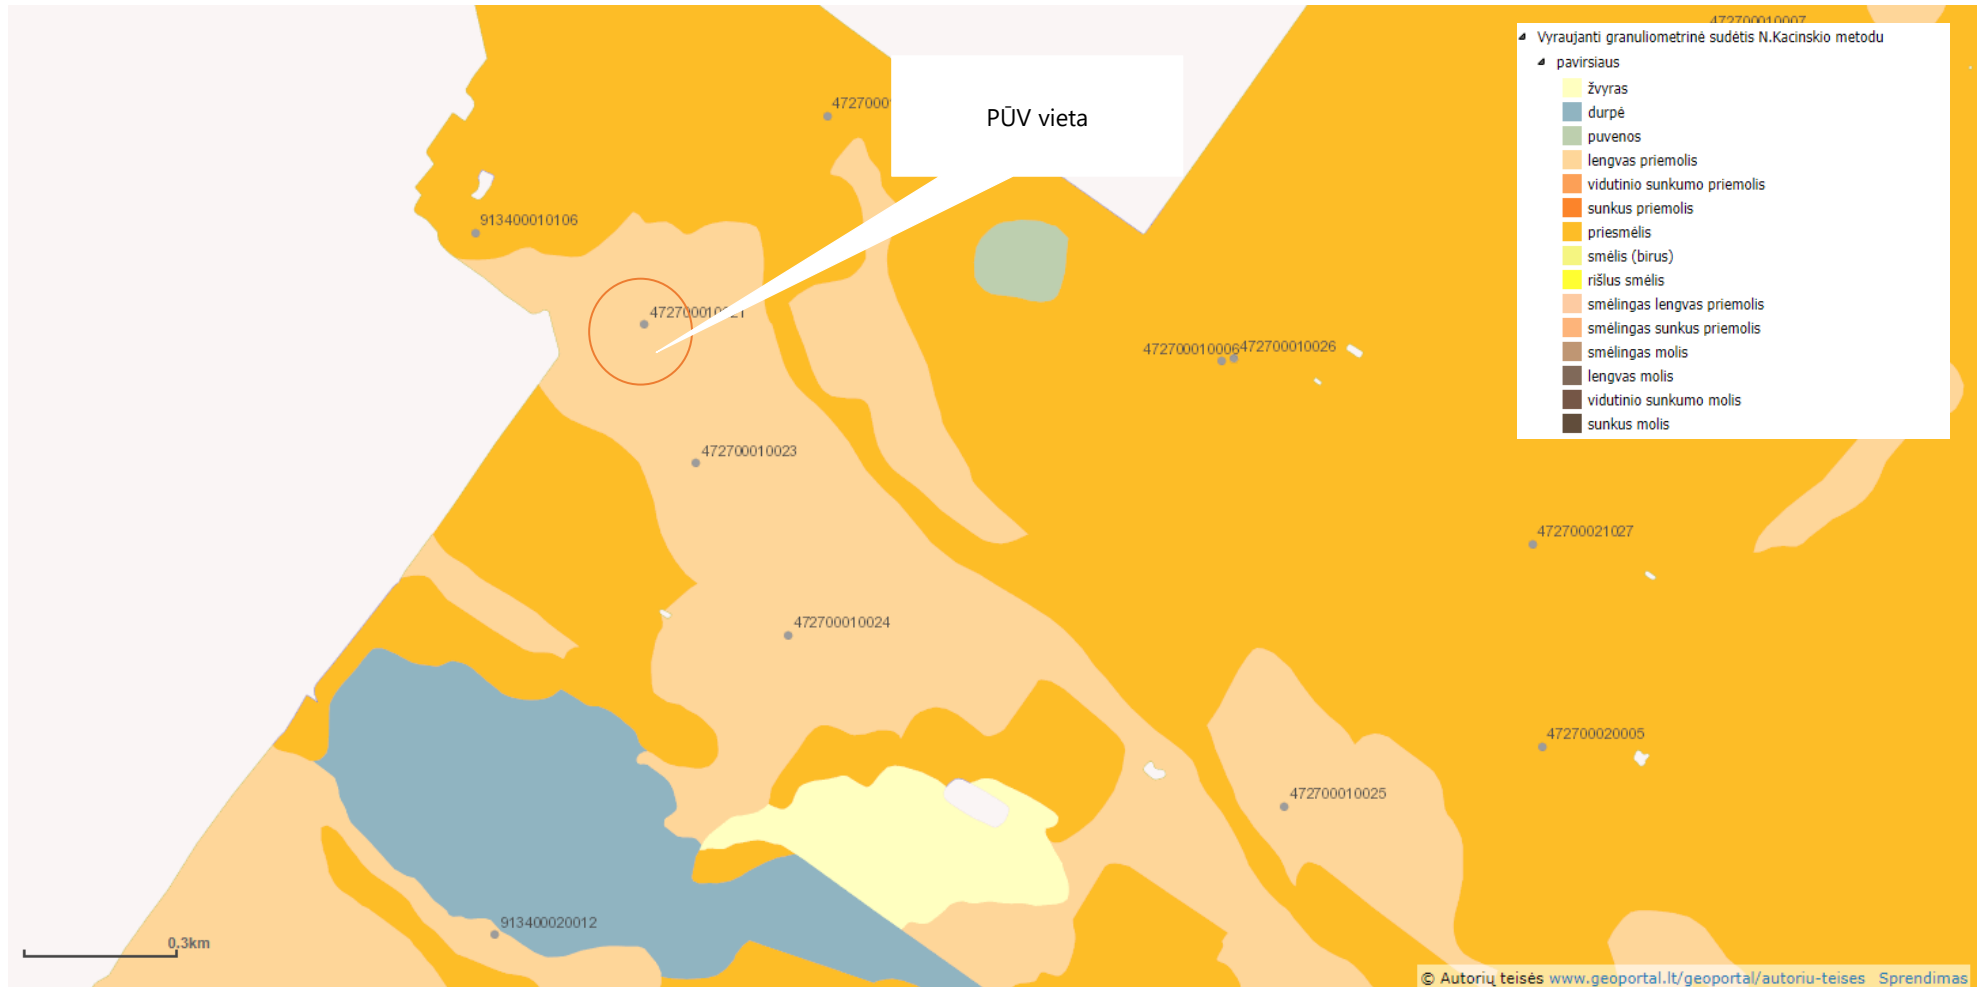 472700010007
Vyraujanti granuliometrinė sudėtis N.Kacinskio metodu
pavirsiaus
žvyras
durpė
puvenos
lengvas priemolis
vidutinio sunkumo priemolis
sunkus priemolis
priesmėlis
smėlis (birus)
rišlus smėlis
smėlingas lengvas priemolis
smėlingas sunkus priemolis
smėlingas molis
lengvas molis
vidutinio sunkumo molis
sunkus molis
4727000
PŪV vieta
913400010106
472700010021
472700010006
472700010026
472700010023
472700021027
472700010024
472700020005
472700010025
913400020012
0.3km
© Autorių teisės www.geoportal.lt/geoportal/autoriu-teises Sprendimas